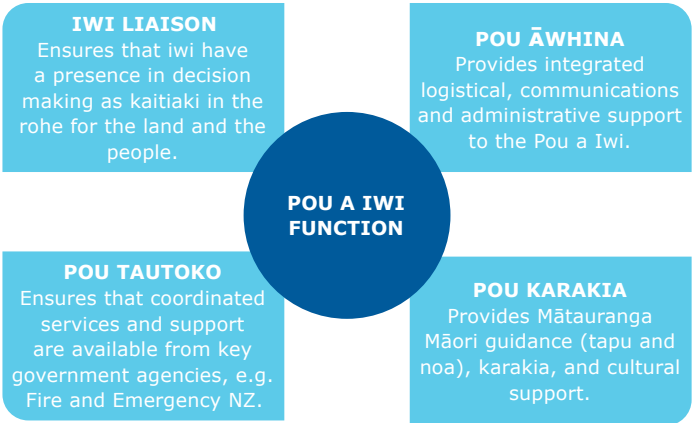 IWI LIAISON
Ensures that iwi have
a presence in decision
making as kaitiaki in the
rohe for the land and the
people.
POU ĀWHINA
Provides integrated
logistical, communications
and administrative support
to the Pou a Iwi.
POU A IWI
FUNCTION
POU TAUTOKO
Ensures that coordinated
services and support
are available from key
government agencies, e.g.
Fire and Emergency NZ.
POU KARAKIA
Provides Mātauranga
Māori guidance (tapu and
noa), karakia, and cultural
support.